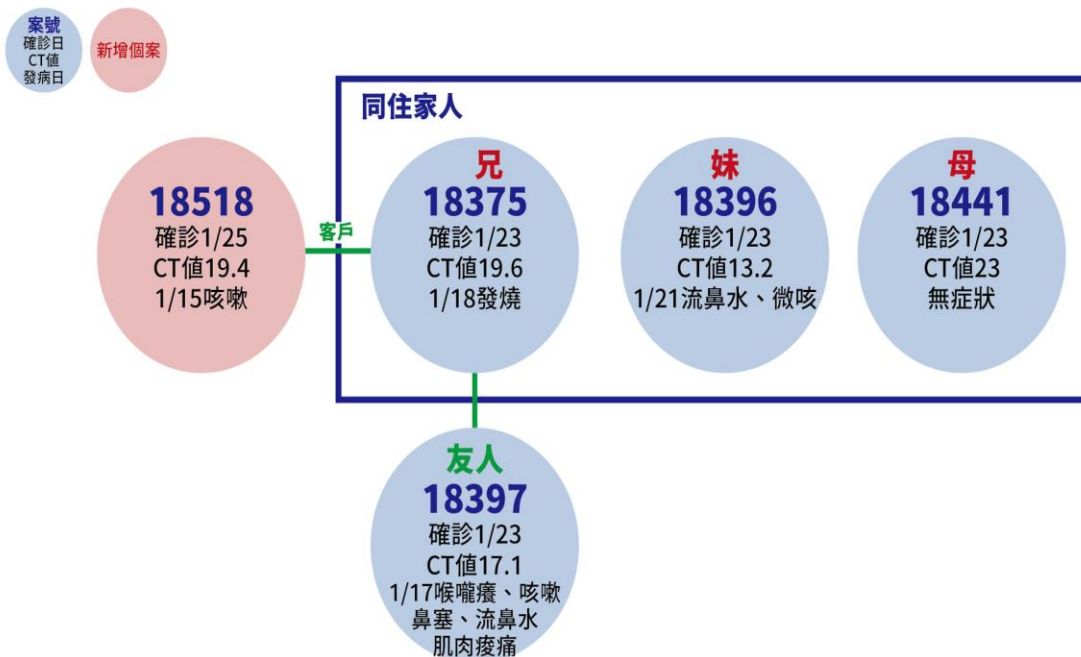 案號
確診日
CT值
發病日
新增個案
同住家人
18518
確診1/25
CT值19.4
1/15咳嗽
客戶
兄
18375
確診1/23
CT值19.6
1/18發燒
妹
18396
確診1/23
CT值13.2
1/21流鼻水、微咳
母
18441
確診1/23
CT值23
無症狀
友人
18397
確診1/23
CT值17.1
1/17喉嚨癢、咳嗽
鼻塞、流鼻水
肌肉痠痛